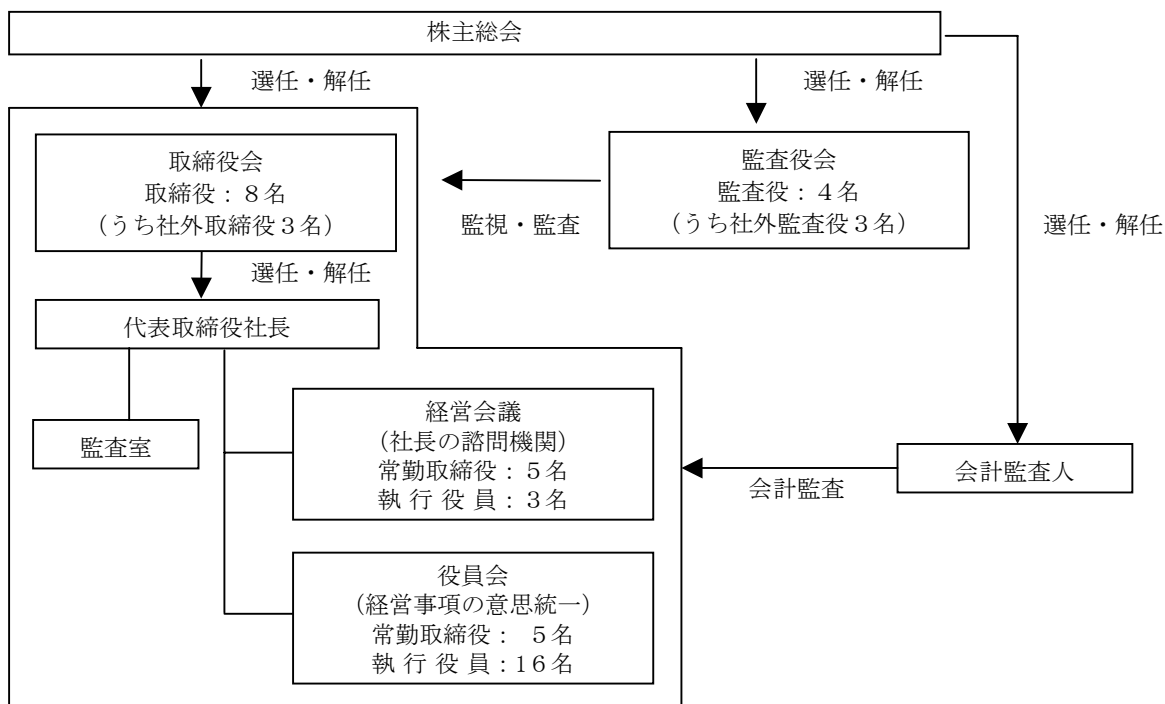 株主総会
選任・解任
選任・解任
取締役会
取締役：８名
（うち社外取締役３名）
監視・監査
監査役会
監査役：４名
（うち社外監査役３名）
選任・解任
選任・解任
代表取締役社長
監査室
経営会議
（社長の諮問機関）
常勤取締役：５名
執 行 役 員：３名
会計監査
会計監査人
役員会
（経営事項の意思統一）
常勤取締役：　５名
執 行 役 員：16名